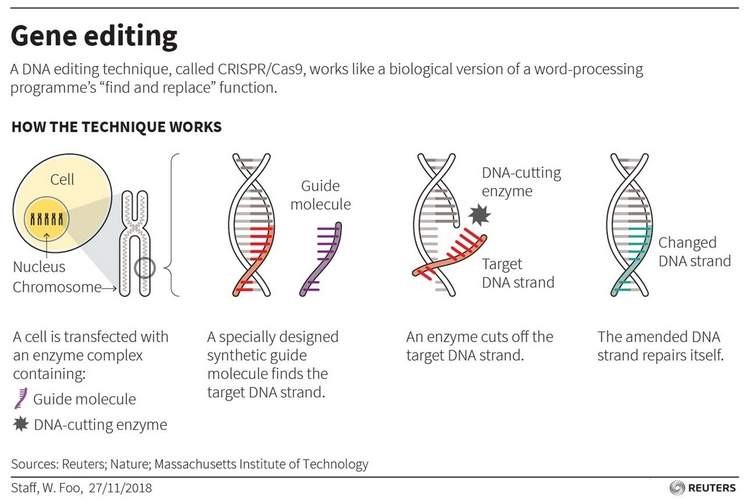 Gene editing
A DNA editing technique, called CRISPR/Cas9, works like a biological version of a word-processing
programme's “find and replace” function.
HOW THE TECHNIQUE WORKS
Cell
Nucleus
Chromosome
Guide
molecule
DNA-cutting
enzyme
Target
DNA strand
Changed
DNA strand
A cell is transfected with
an enzyme complex
containing:
Guide molecule
DNA-cutting enzyme
A specially designed
synthetic guide
molecule finds the
target DNA strand.
An enzyme cuts off the
target DNA strand.
The amended DNA
strand repairs itself.
Sources: Reuters; Nature; Massachusetts Institute of Technology
Staff, W. Foo, 27/11/2018
REUTERS